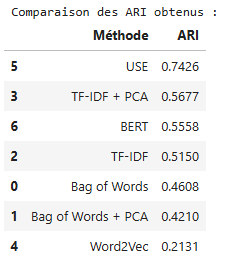 Comparaison des ARI obtenus :
Méthode ARI
5 USE 0.7426
3 TF-IDF + PCA 0.5677
6 BERT 0.5558
2 TF-IDF 0.5150
0 Bag of Words 0.4608
1 Bag of Words + PCA 0.4210
4 Word2Vec 0.2131